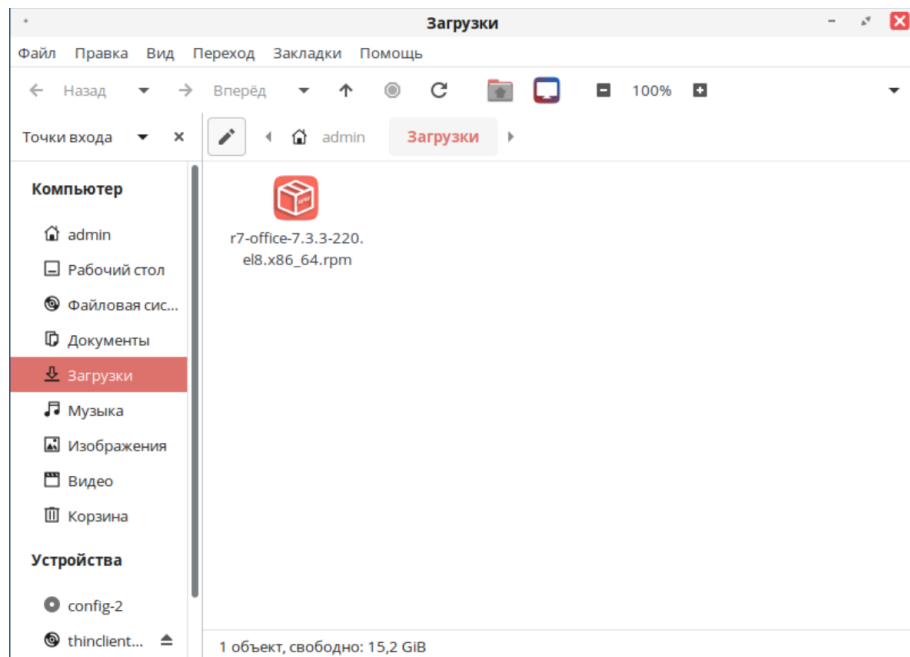 Загрузки
Файл Правка Вид Переход Закладки Помощь
Назад Вперёд 100%
Точки входа admin Загрузки
Компьютер
admin
Рабочий стол
Файловая сис...
Документы
Загрузки
Музыка
Изображения
Видео
Корзина
Устройства
config-2
thinclient...
r7-office-7.3.3-220.
el8.x86_64.rpm
1 объект, свободно: 15,2 GiB